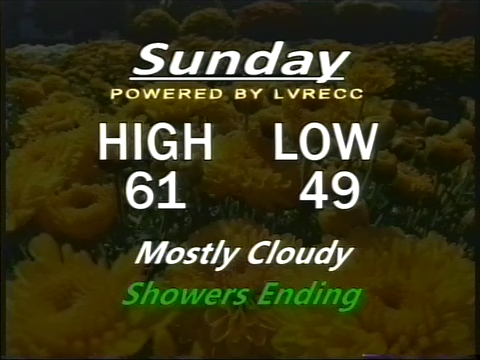 Sunday
POWERED BY LVRECC
HIGH LOW
61 49
Mostly Cloudy
Showers Ending